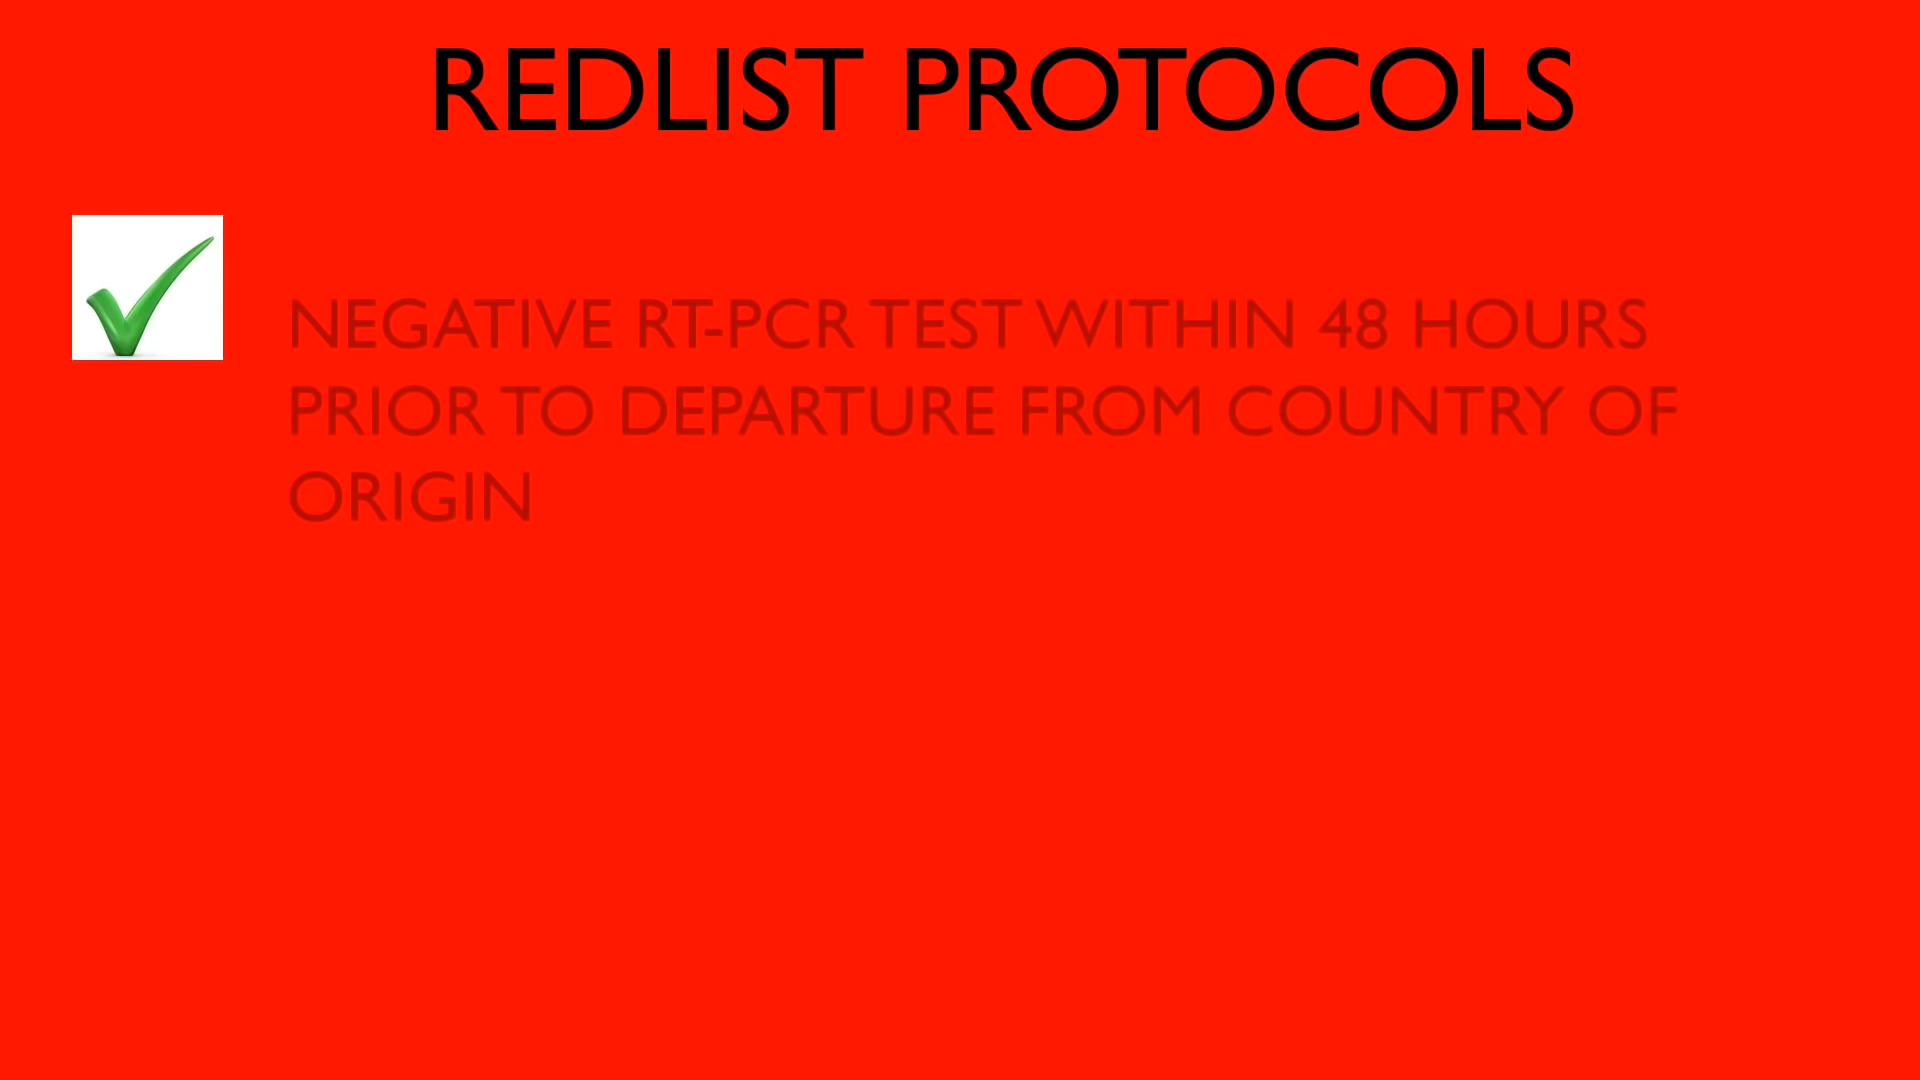 REDLIST PROTOCOLS
NEGATIVE RT-PCR TEST WITHIN 48 HOURS
PRIOR TO DEPARTURE FROM COUNTRY OF
ORIGIN